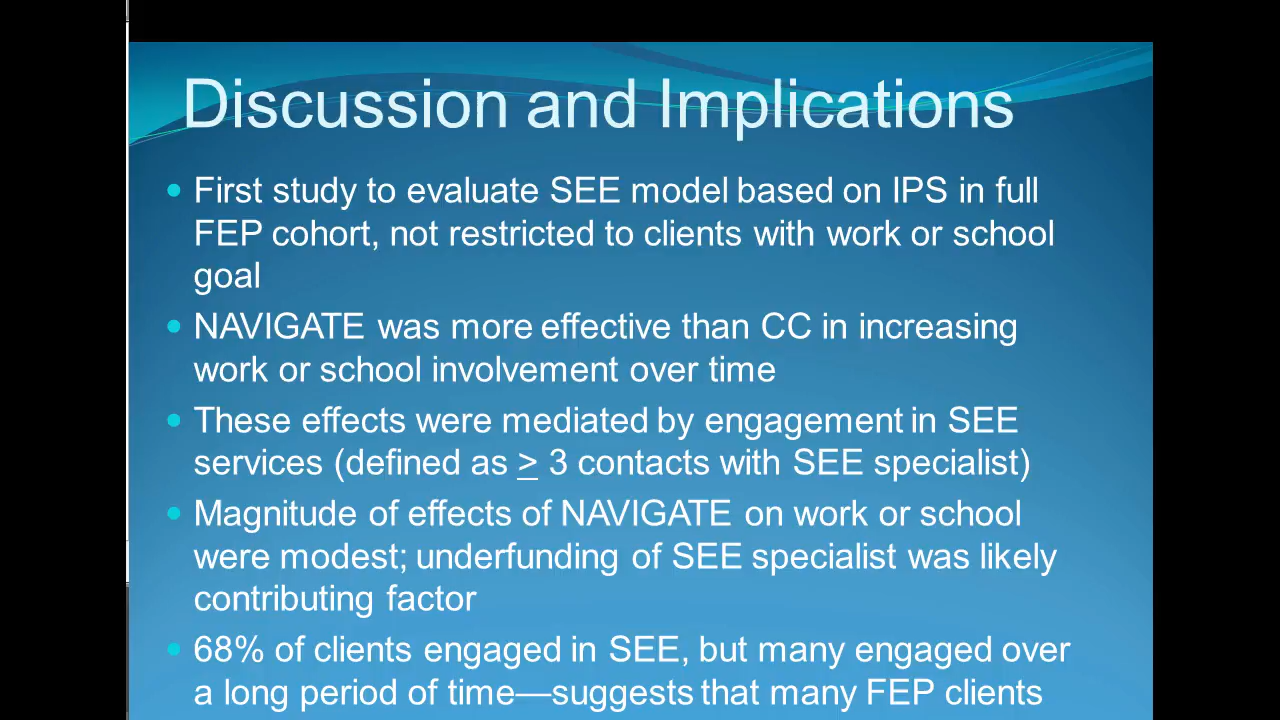 Discussion and Implications
• First study to evaluate SEE model based on IPS in full
FEP cohort, not restricted to clients with work or school
goal
• NAVIGATE was more effective than CC in increasing
work or school involvement over time
• These effects were mediated by engagement in SEE
services (defined as > 3 contacts with SEE specialist)
• Magnitude of effects of NAVIGATE on work or school
were modest; underfunding of SEE specialist was likely
contributing factor
• 68% of clients engaged in SEE, but many engaged over
a long period of time—suggests that many FEP clients